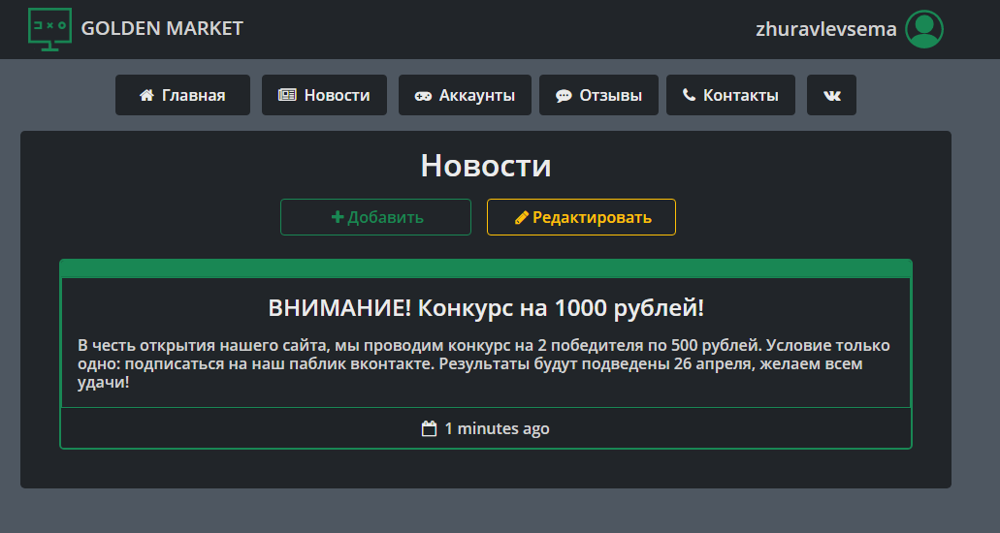 GOLDEN MARKET
zhuravlevsema
Главная
Новости
Аккаунты
Отзывы
Контакты
Новости
Добавить
Редактировать
ВНИМАНИЕ! Конкурс на 1000 рублей!
В честь открытия нашего сайта, мы проводим конкурс на 2 победителя по 500 рублей. Условие только
одно: подписаться на наш паблик вконтакте. Результаты будут подведены 26 апреля, желаем всем
удачи!
1 minutes ago